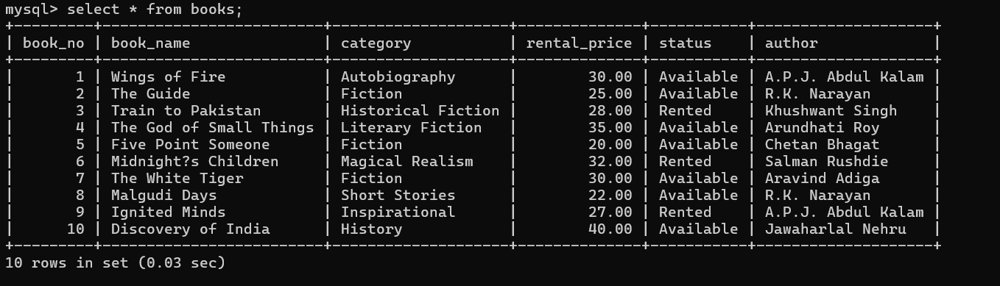 mysql> select * from books;
+---------+-------------------------+---------------------+--------------+-----------+--------------------+
| book_no | book_name               | category            | rental_price | status    | author             |
+---------+-------------------------+---------------------+--------------+-----------+--------------------+
|       1 | Wings of Fire           | Autobiography       |        30.00 | Available | A.P.J. Abdul Kalam |
|       2 | The Guide               | Fiction             |        25.00 | Available | R.K. Narayan       |
|       3 | Train to Pakistan       | Historical Fiction  |        28.00 | Rented    | Khushwant Singh    |
|       4 | The God of Small Things | Literary Fiction    |        35.00 | Available | Arundhati Roy      |
|       5 | Five Point Someone      | Fiction             |        20.00 | Available | Chetan Bhagat      |
|       6 | Midnight?s Children     | Magical Realism     |        32.00 | Rented    | Salman Rushdie     |
|       7 | The White Tiger         | Fiction             |        30.00 | Available | Aravind Adiga      |
|       8 | Malgudi Days            | Short Stories       |        22.00 | Available | R.K. Narayan       |
|       9 | Ignited Minds           | Inspirational       |        27.00 | Rented    | A.P.J. Abdul Kalam |
|      10 | Discovery of India      | History             |        40.00 | Available | Jawaharlal Nehru   |
+---------+-------------------------+---------------------+--------------+-----------+--------------------+
10 rows in set (0.03 sec)